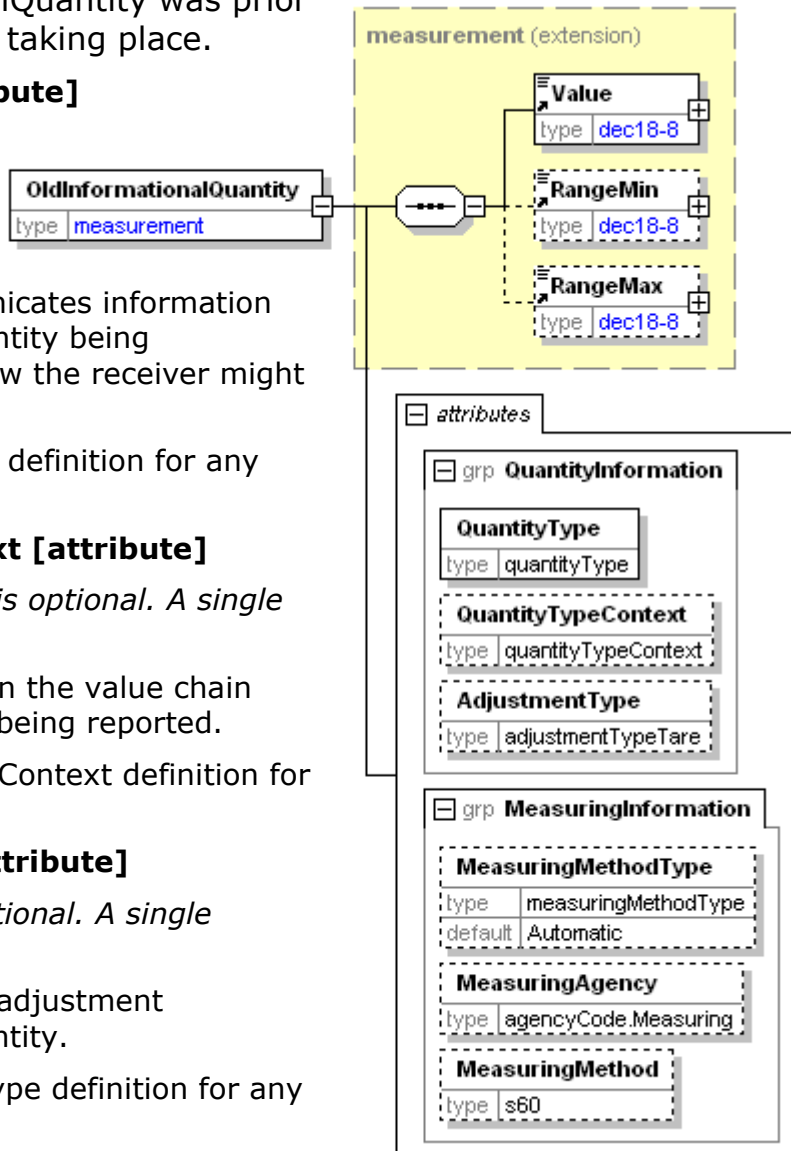 Quantity was prior
taking place.
bute]
nicates information
ntity being
w the receiver might
definition for any
xt [attribute]
is optional. A single
n the value chain
being reported.
Context definition for
ttribute]
tional. A single
adjustment
ntity.
ype definition for any
measurement (extension)
OldInformationalQuantity
type measurement
Value
type dec18-8
RangeMin
type dec18-8
RangeMax
type dec18-8
attributes
grp QuantityInformation
QuantityType
type quantityType
QuantityTypeContext
type quantityTypeContext
AdjustmentType
type adjustmentTypeTare
grp MeasuringInformation
MeasuringMethodType
type measuringMethodType
default Automatic
MeasuringAgency
type agencyCode.Measuring
MeasuringMethod
type s60